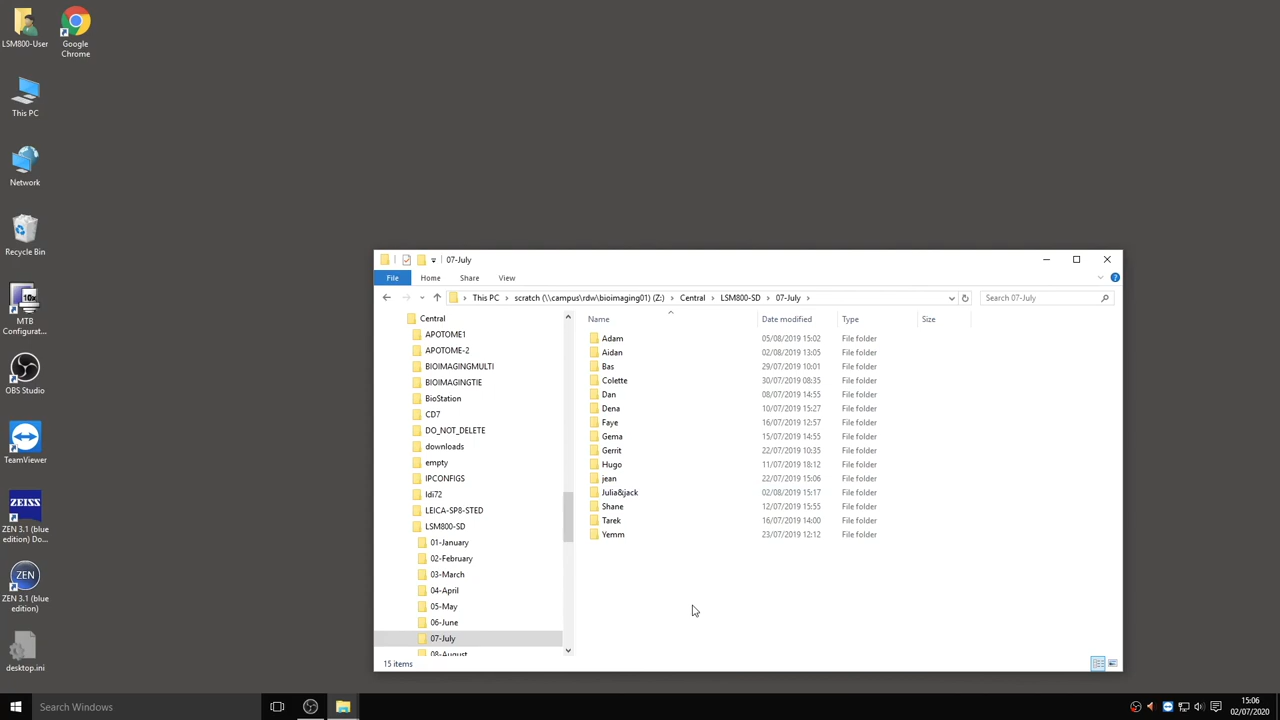 LSM800-User
Google
Chrome
This PC
Network
Recycle Bin
10x
MTB
Configurat...
OBS Studio
TeamViewer
ZEISS
ZEN 3.1 (blue
edition) Do...
ZEN
ZEN 3.1 (blue
edition)
desktop.ini
07-July
File Home Share View
This PC scratch (\\campus\rdw\bioimaging01) (Z:) Central LSM800-SD 07-July
Search 07-July
Central
APOTOME1
APOTOME-2
BIOIMAGINGMULTI
BIOIMAGINGTIE
BioStation
CD7
DO_NOT_DELETE
downloads
empty
IPCONFIGS
ldi72
LEICA-SP8-STED
LSM800-SD
01-January
02-February
03-March
04-April
05-May
06-June
07-July
08-August
Name Date modified Type Size
Adam 05/08/2019 15:02 File folder
Aidan 02/08/2019 13:05 File folder
Bas 29/07/2019 10:01 File folder
Colette 30/07/2019 08:35 File folder
Dan 08/07/2019 14:55 File folder
Dena 10/07/2019 15:27 File folder
Faye 16/07/2019 12:57 File folder
Gema 15/07/2019 14:55 File folder
Gerrit 22/07/2019 10:35 File folder
Hugo 11/07/2019 18:12 File folder
jean 22/07/2019 15:06 File folder
Julia&jack 02/08/2019 15:17 File folder
Shane 12/07/2019 15:55 File folder
Tarek 16/07/2019 14:00 File folder
Yemm 23/07/2019 12:12 File folder
15 items
Search Windows
15:06
02/07/2020